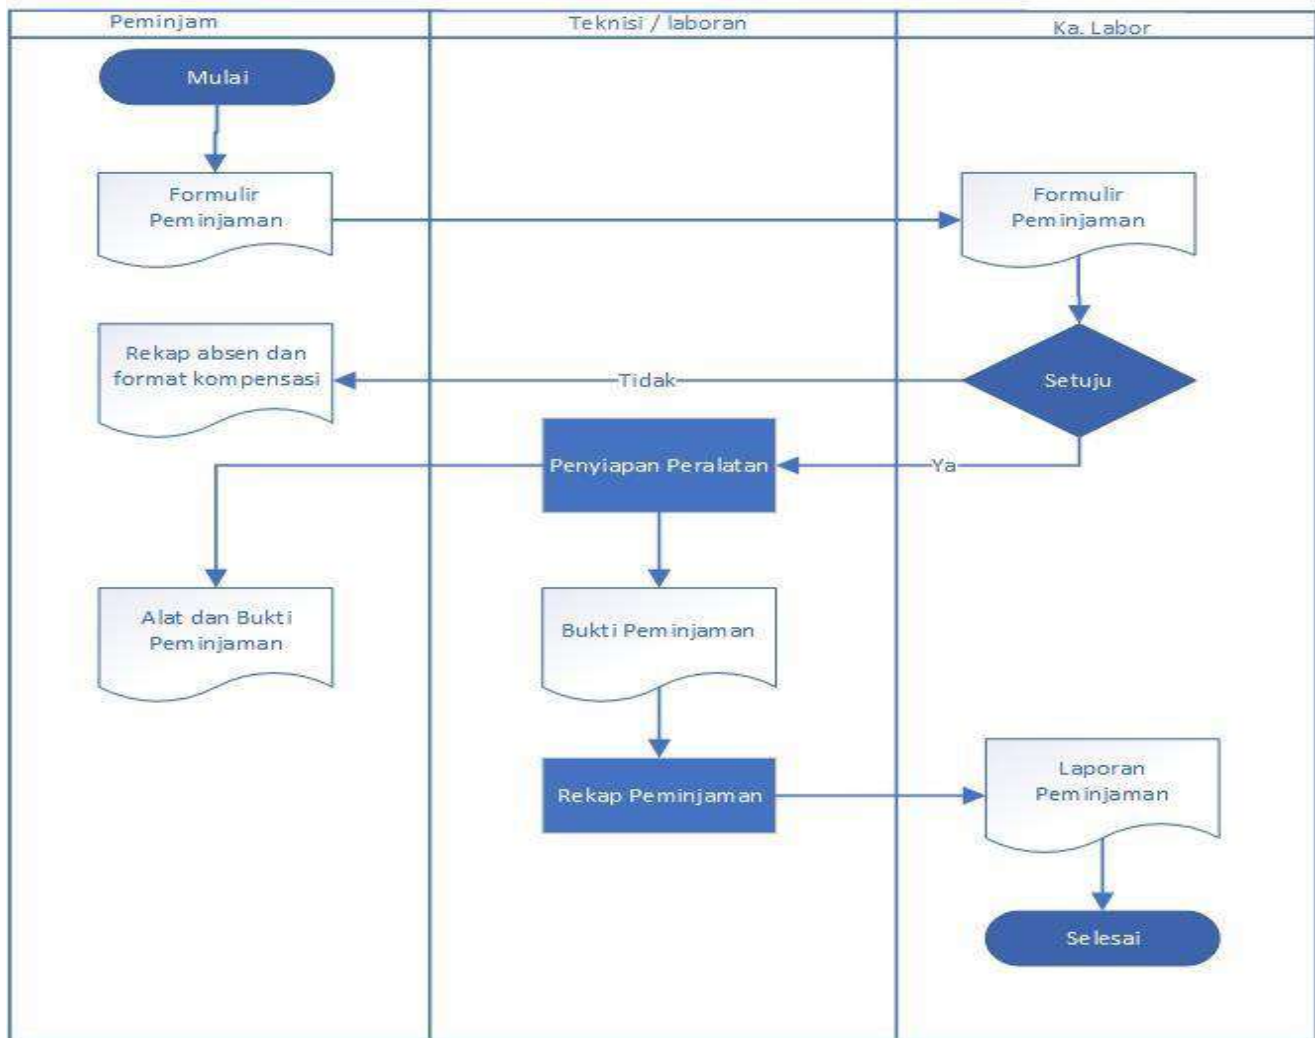 Peminjam
Teknisi / laboran
Ka. Labor
Mulai
Formulir
Peminjaman
Formulir
Peminjaman
Rekap absen dan
format kompensasi
Tidak
Setuju
Penyiapan Peralatan
Ya
Alat dan Bukti
Peminjaman
Bukti Peminjaman
Rekap Peminjaman
Laporan
Peminjaman
Selesai